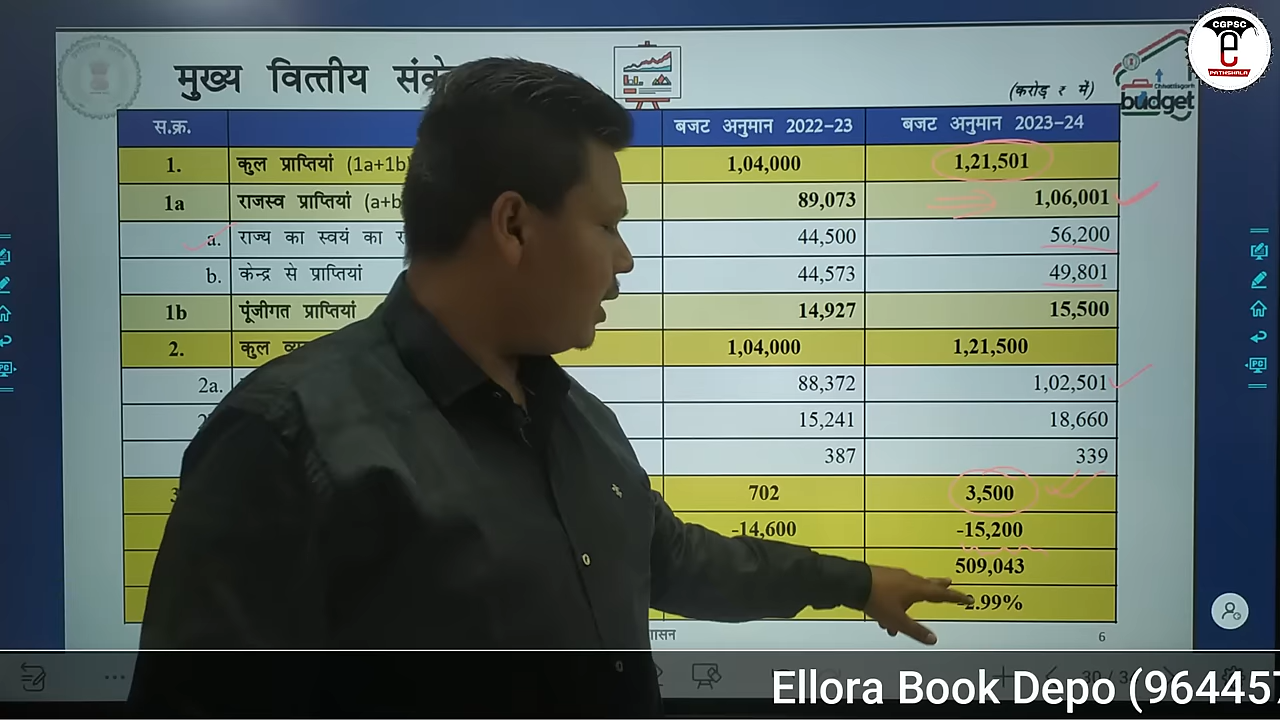 CGPSC
e
PATHSHALA
मुख्य वित्तीय
(करोड़ ₹ में)
Chhattisgarh
budget
स.क्र. बजट अनुमान 2022-23 बजट अनुमान 2023-24
1. कुल प्राप्तियां (1a+1b) 1,04,000 1,21,501
1a राजस्व प्राप्तियां (a+b 89,073 1,06,001
a. राज्य का स्वयं का 44,500 56,200
b. केन्द्र से प्राप्तियां 44,573 49,801
1b पूंजीगत प्राप्तियां 14,927 15,500
2. कुल 1,04,000 1,21,500
2a. 88,372 1,02,501
15,241 18,660
387 339
3 702 3,500
-14,600 -15,200
509,043
-2.99%
6
Ellora Book Depo (964457